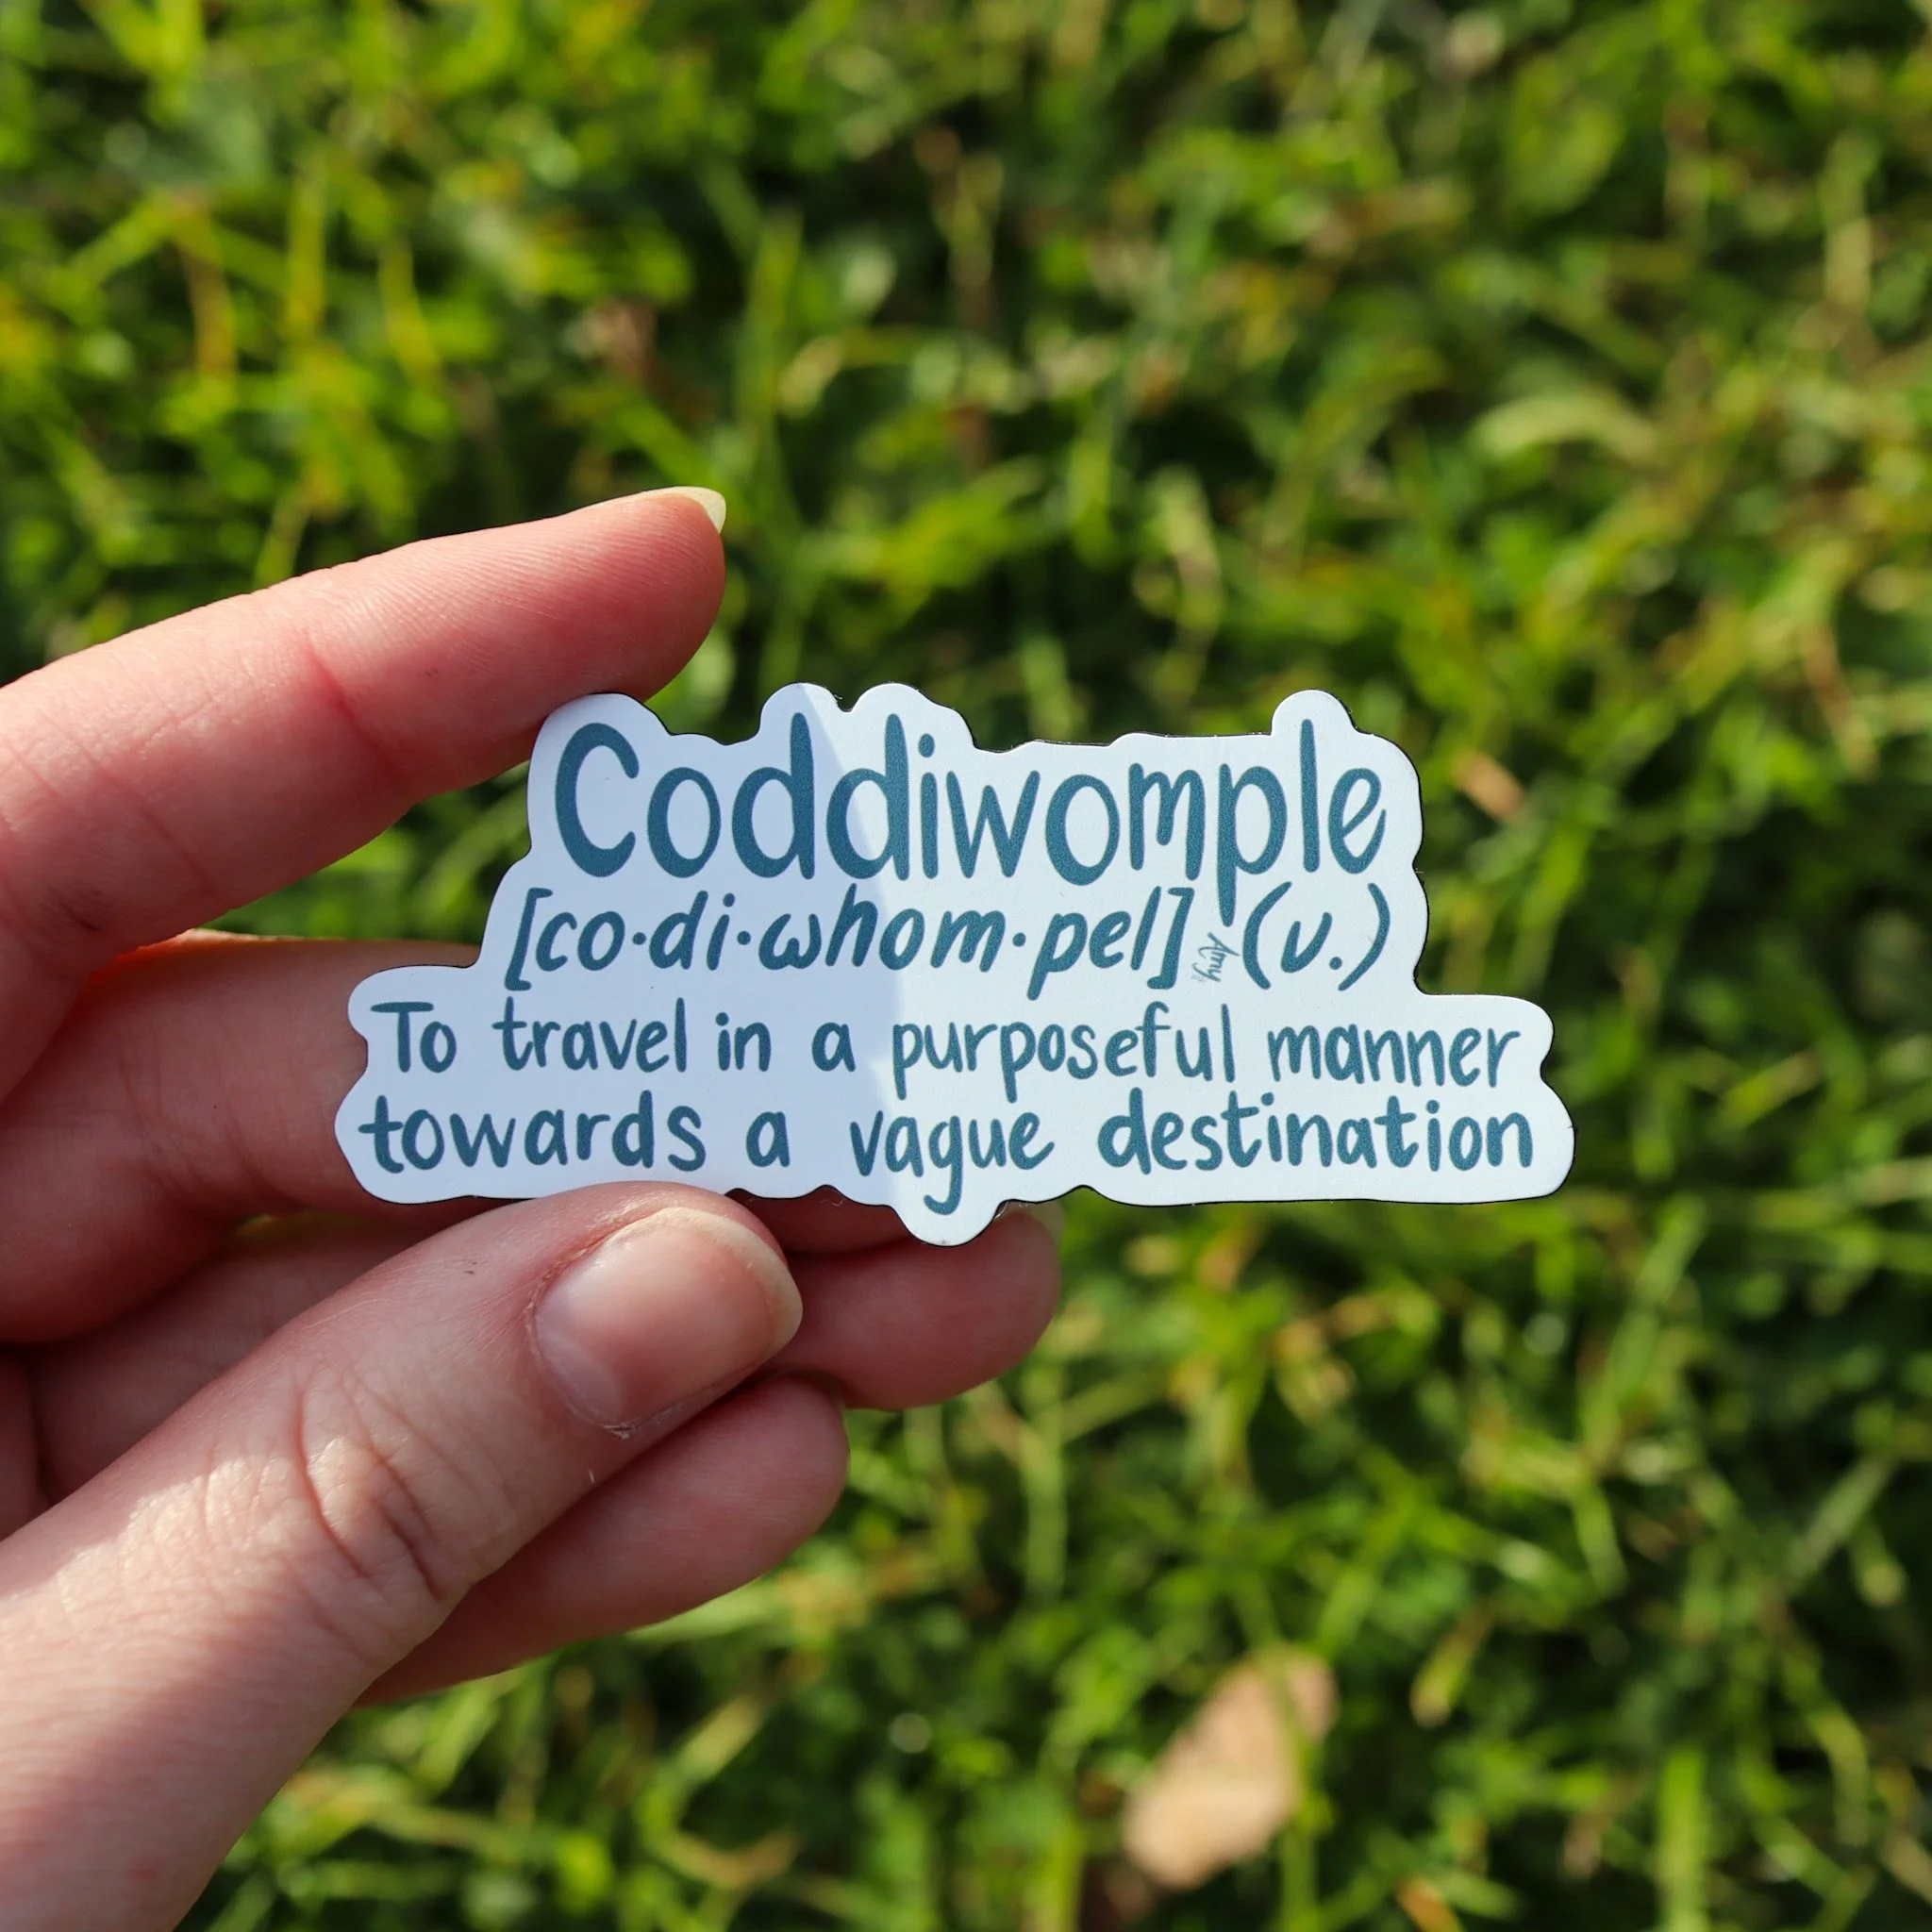 Coddiwomple
[co·di·whom·pel] (v.)
Amy
To travel in a purposeful manner
towards a vague destination